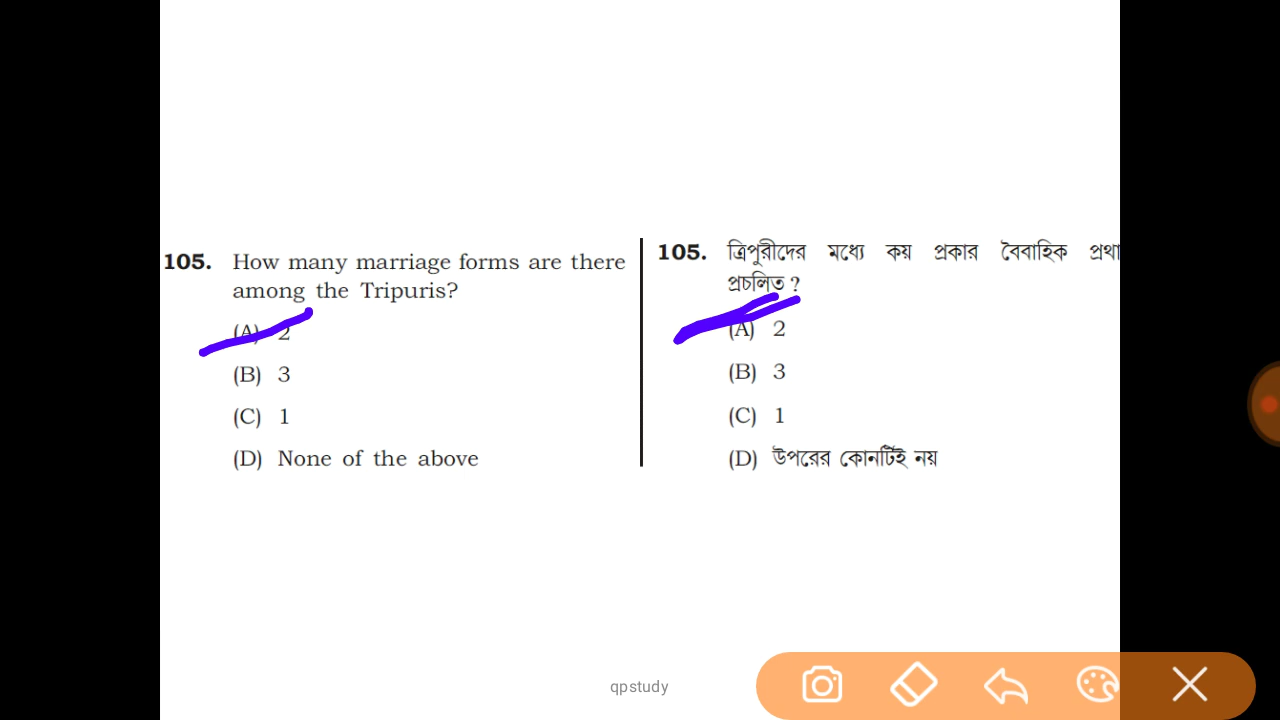 105. How many marriage forms are there
among the Tripuris?
(A) 2
(B) 3
(C) 1
(D) None of the above
105. ত্রিপুরীদের মধ্যে কয় প্রকার বৈবাহিক প্রথা
প্রচলিত ?
(A) 2
(B) 3
(C) 1
(D) উপরের কোনটিই নয়
qpstudy